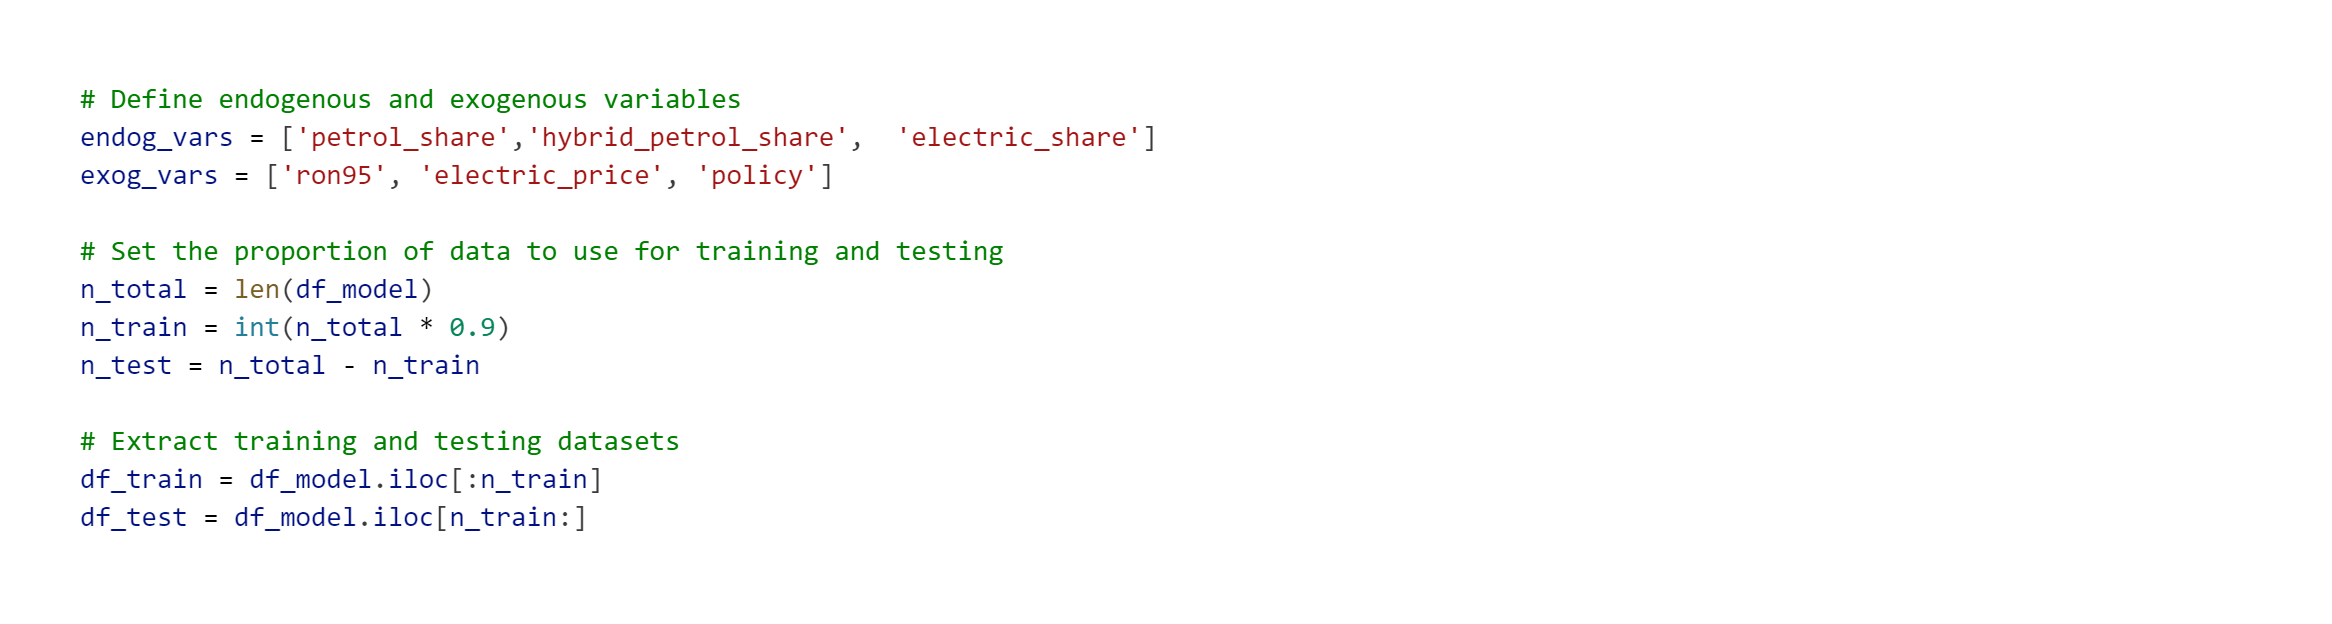 # Define endogenous and exogenous variables
endog_vars = ['petrol_share','hybrid_petrol_share',  'electric_share']
exog_vars = ['ron95', 'electric_price', 'policy']
# Set the proportion of data to use for training and testing
n_total = len(df_model)
n_train = int(n_total * 0.9)
n_test = n_total - n_train
# Extract training and testing datasets
df_train = df_model.iloc[:n_train]
df_test = df_model.iloc[n_train:]